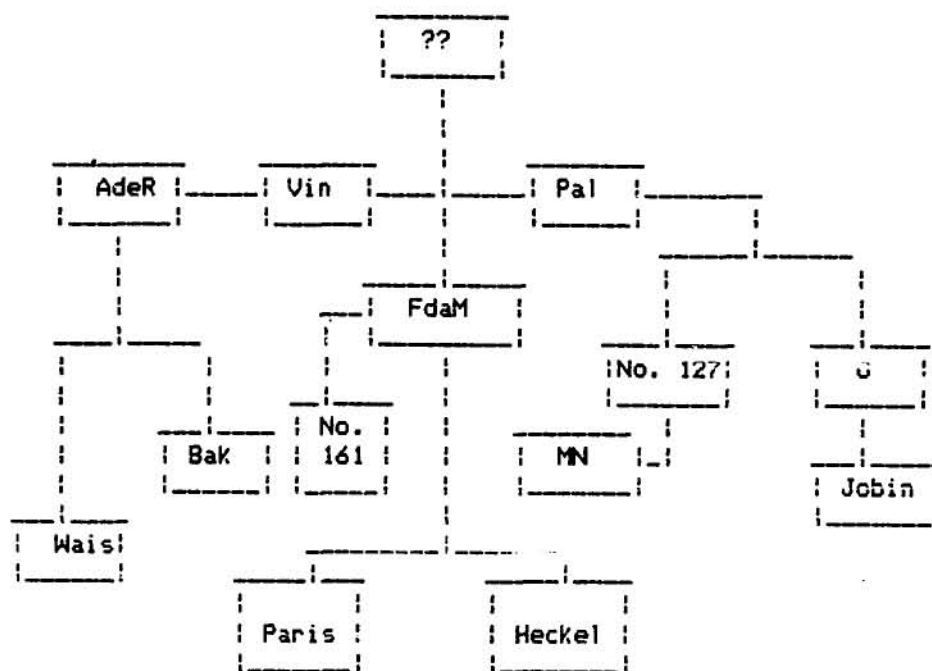 ??
AdeR Vin Pal
FdaM
No. 127
No.
161
Bak MN
Jobin
Wais
Paris Heckel